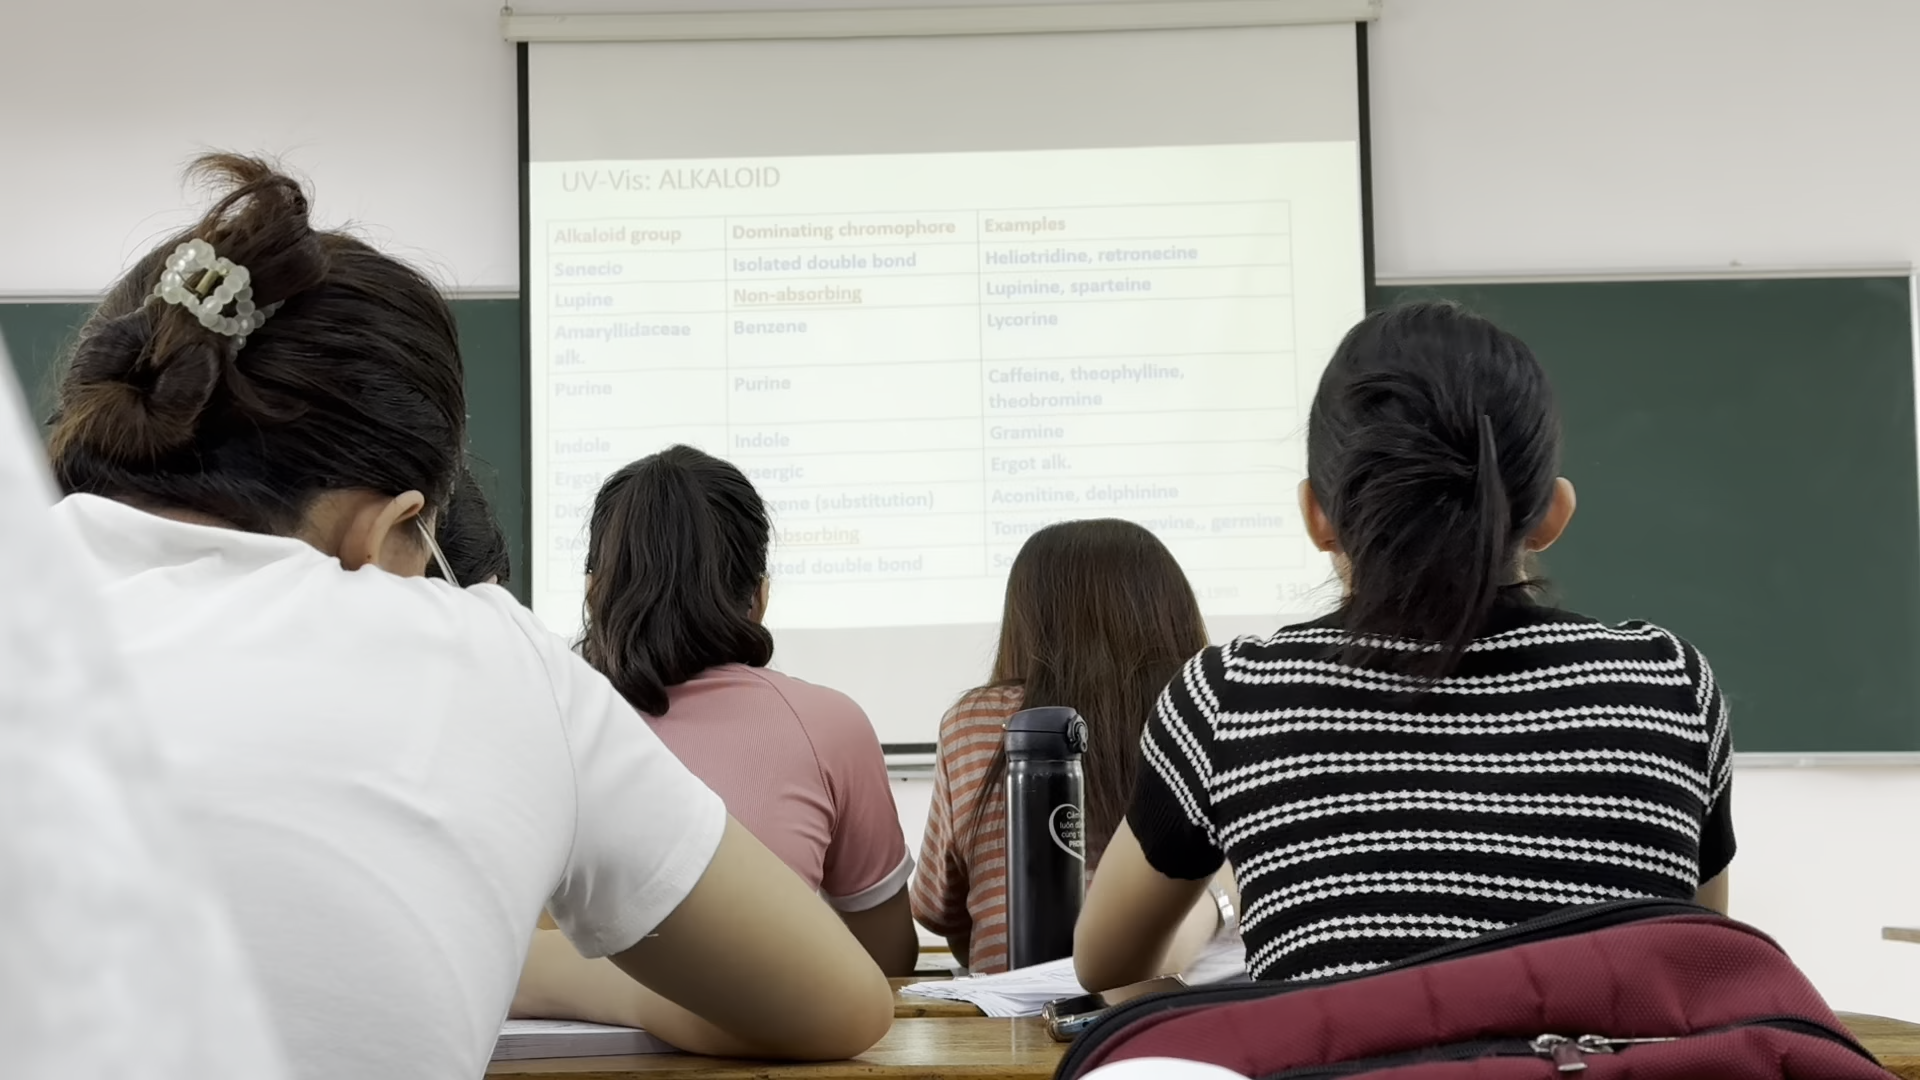 UV-Vis: ALKALOID
Alkaloid group Dominating chromophore Examples
Senecio Isolated double bond Heliotridine, retronecine
Lupine Non-absorbing Lupinine, sparteine
Amaryllidaceae Benzene Lycorine
alk.
Purine Purine Caffeine, theophylline,
theobromine
Indole Indole Gramine
Ergot Ergot alk.
(substitution) Aconitine, delphinine
germine
double bond
130